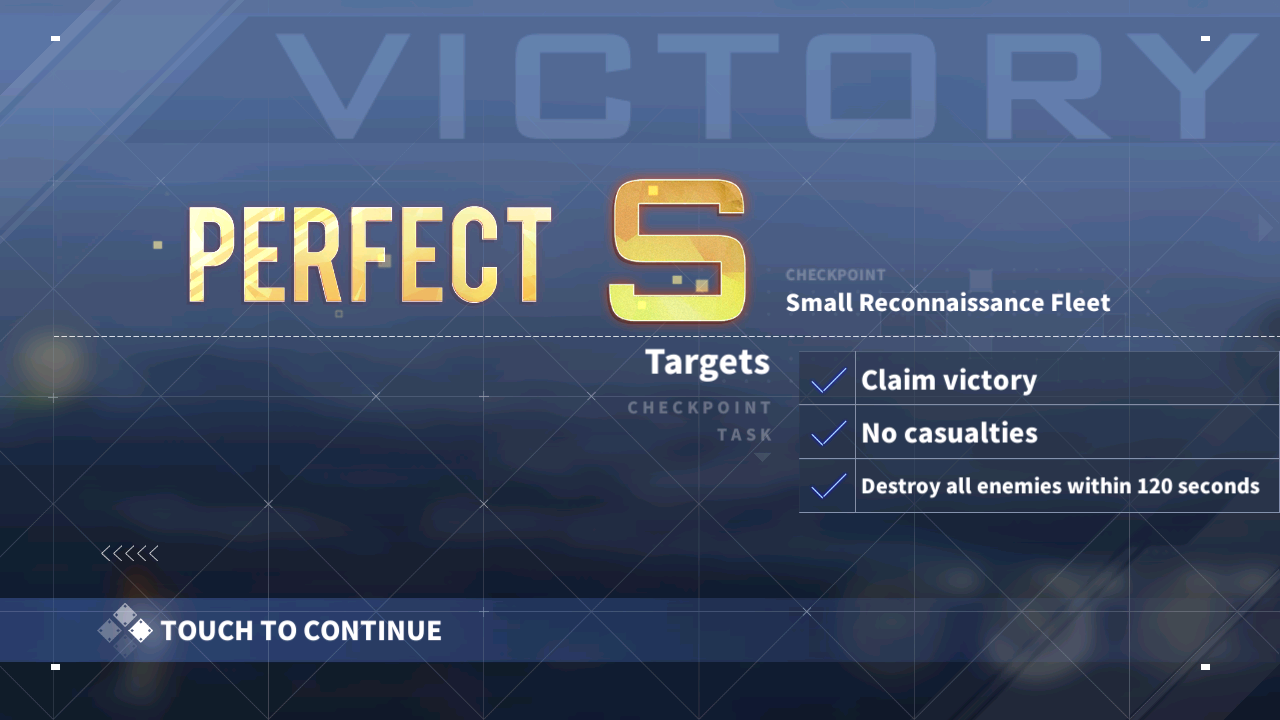 VICTORY
PERFECT S
CHECKPOINT
Small Reconnaissance Fleet
Targets
CHECKPOINT
TASK
Claim victory
No casualties
Destroy all enemies within 120 seconds
TOUCH TO CONTINUE